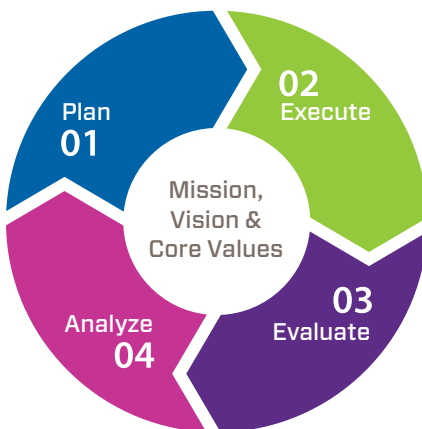 Plan
01
02
Execute
Mission,
Vision &
Core Values
03
Evaluate
Analyze
04